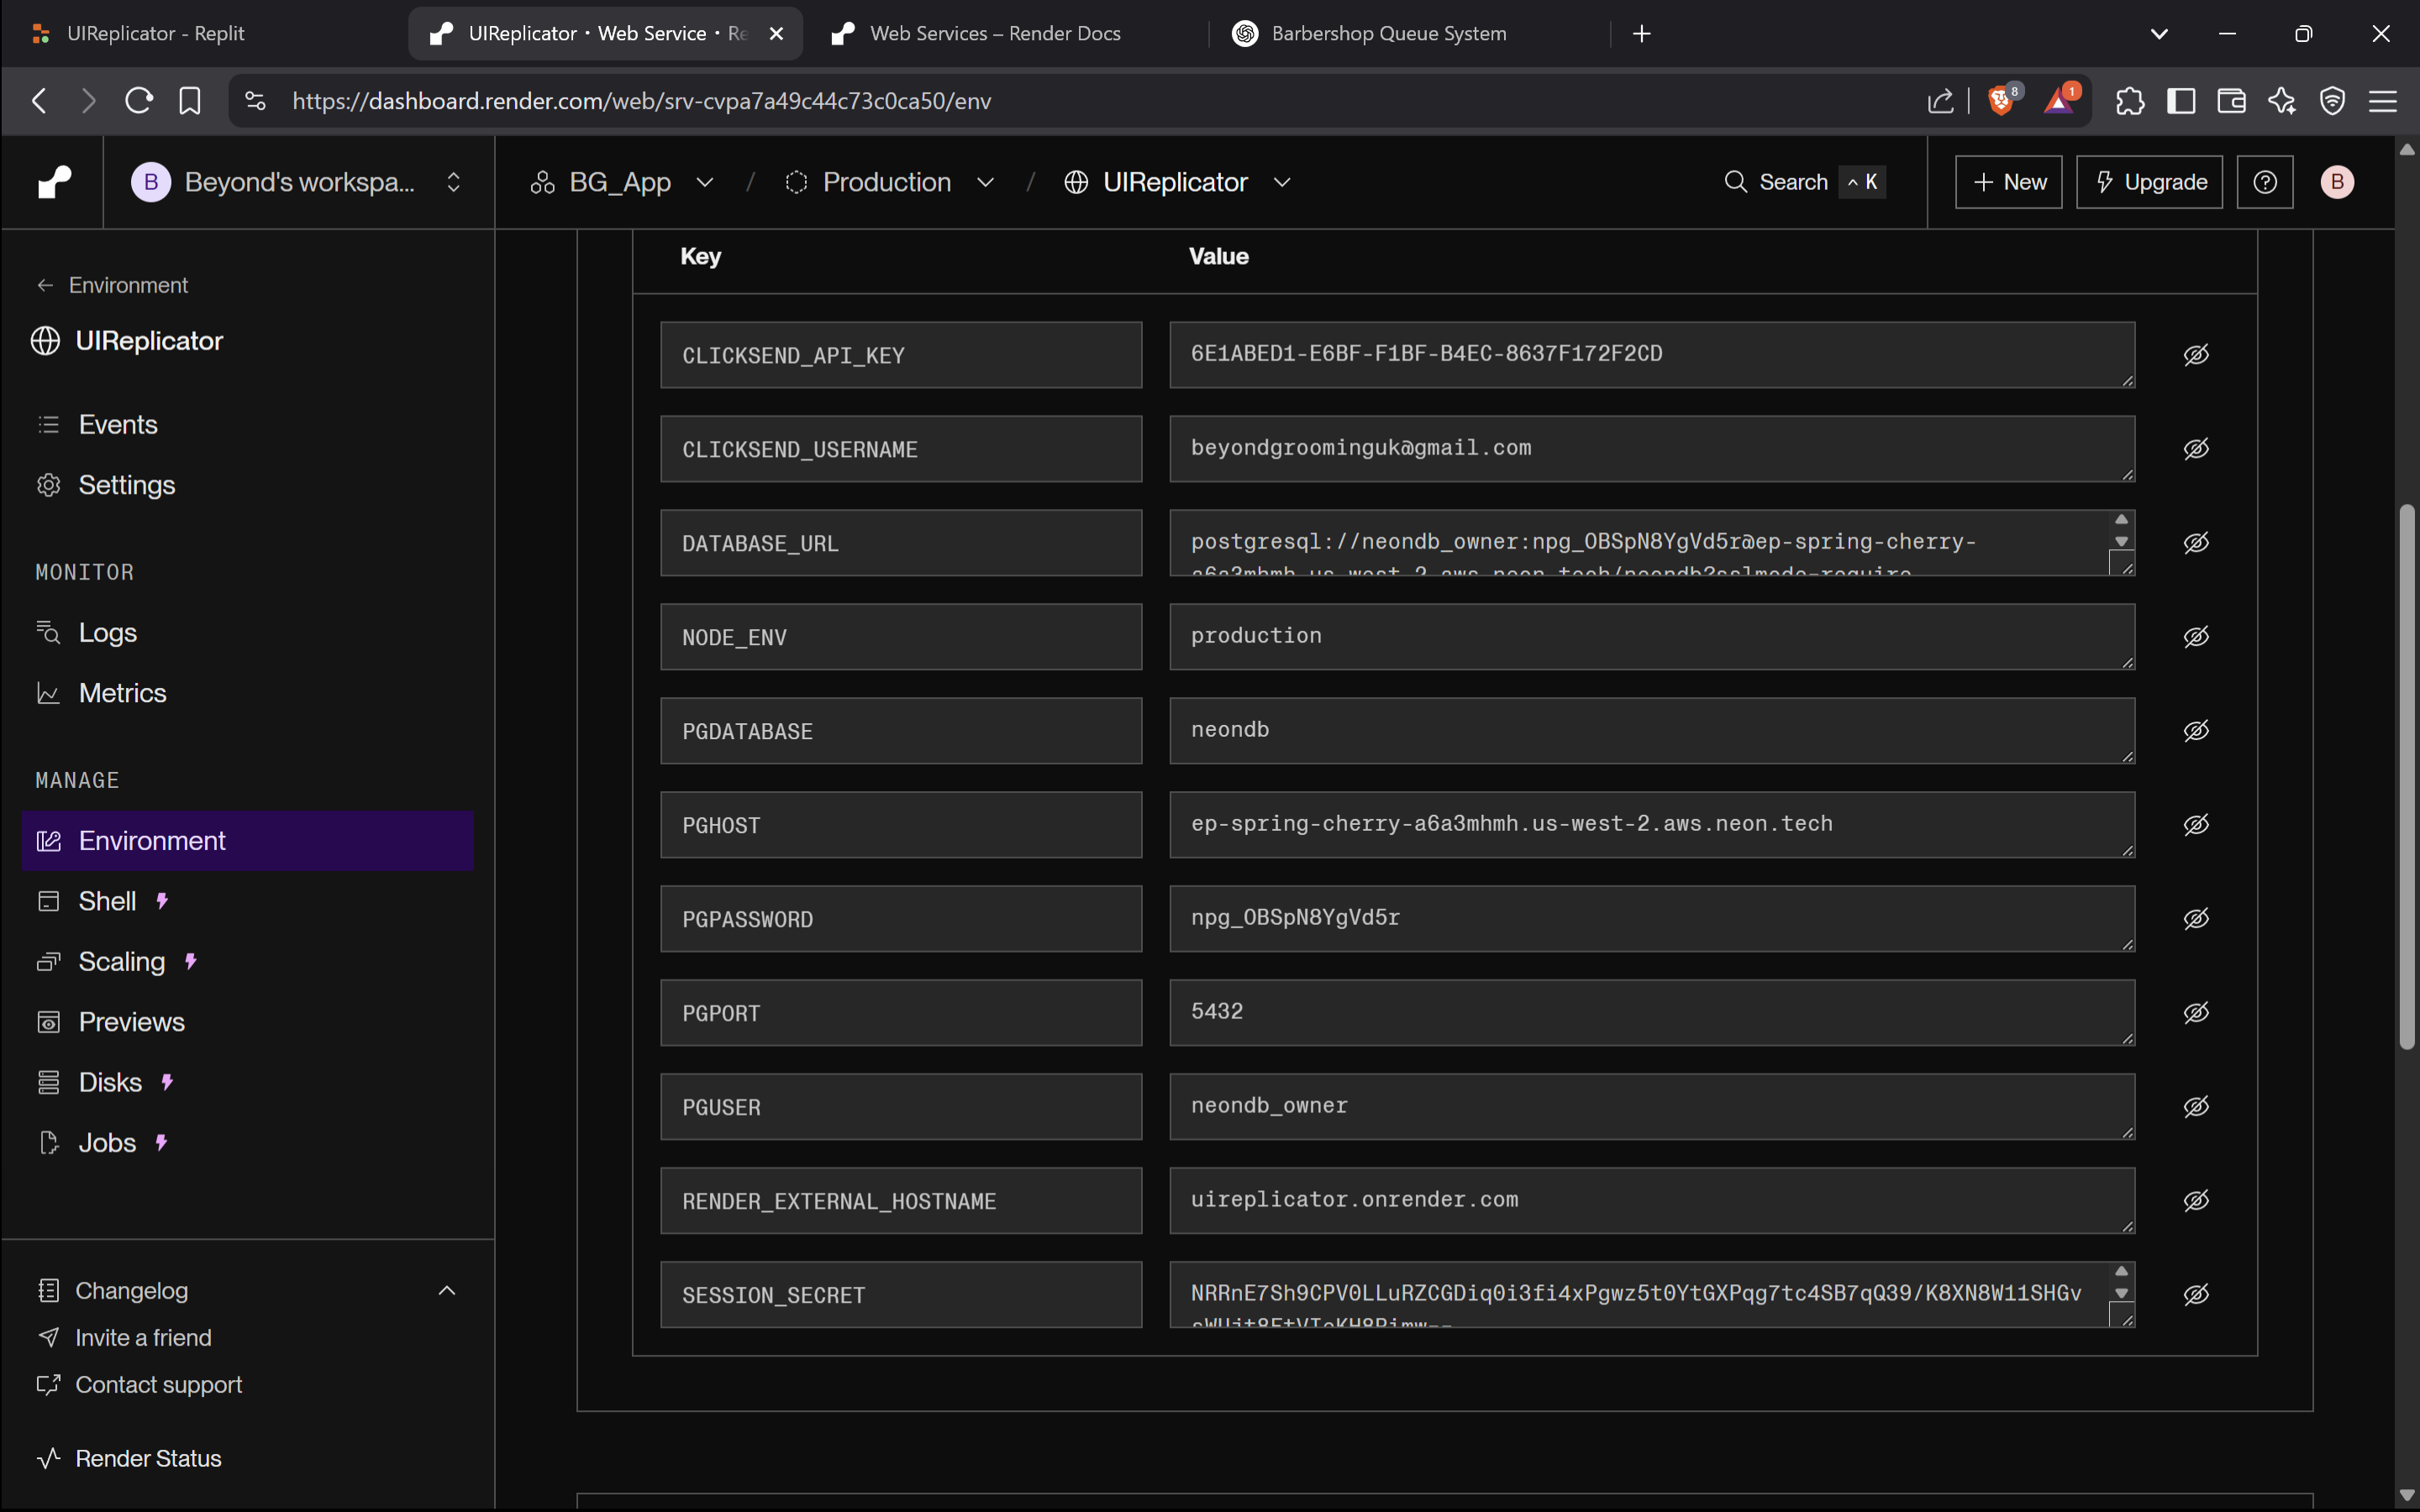 UIReplicator - Replit
UIReplicator · Web Service · Re
Web Services – Render Docs
Barbershop Queue System
https://dashboard.render.com/web/srv-cvpa7a49c44c73c0ca50/env
8
1
B
Beyond's workspa...
BG_App / Production / UIReplicator
Search ^ K
+ New
Upgrade
B
Environment
UIReplicator
Events
Settings
MONITOR
Logs
Metrics
MANAGE
Environment
Shell
Scaling
Previews
Disks
Jobs
Changelog
Invite a friend
Contact support
Render Status
Key Value
CLICKSEND_API_KEY 6E1ABED1-E6BF-F1BF-B4EC-8637F172F2CD
CLICKSEND_USERNAME beyondgroominguk@gmail.com
DATABASE_URL postgresql://neondb_owner:npg_OBSpN8YgVd5r@ep-spring-cherry-
NODE_ENV production
PGDATABASE neondb
PGHOST ep-spring-cherry-a6a3mhmh.us-west-2.aws.neon.tech
PGPASSWORD npg_OBSpN8YgVd5r
PGPORT 5432
PGUSER neondb_owner
RENDER_EXTERNAL_HOSTNAME uireplicator.onrender.com
SESSION_SECRET NRRnE7Sh9CPV0LLuRZCGDiq0i3fi4xPgwz5t0YtGXPqg7tc4SB7qQ39/K8XN8W11SHGv